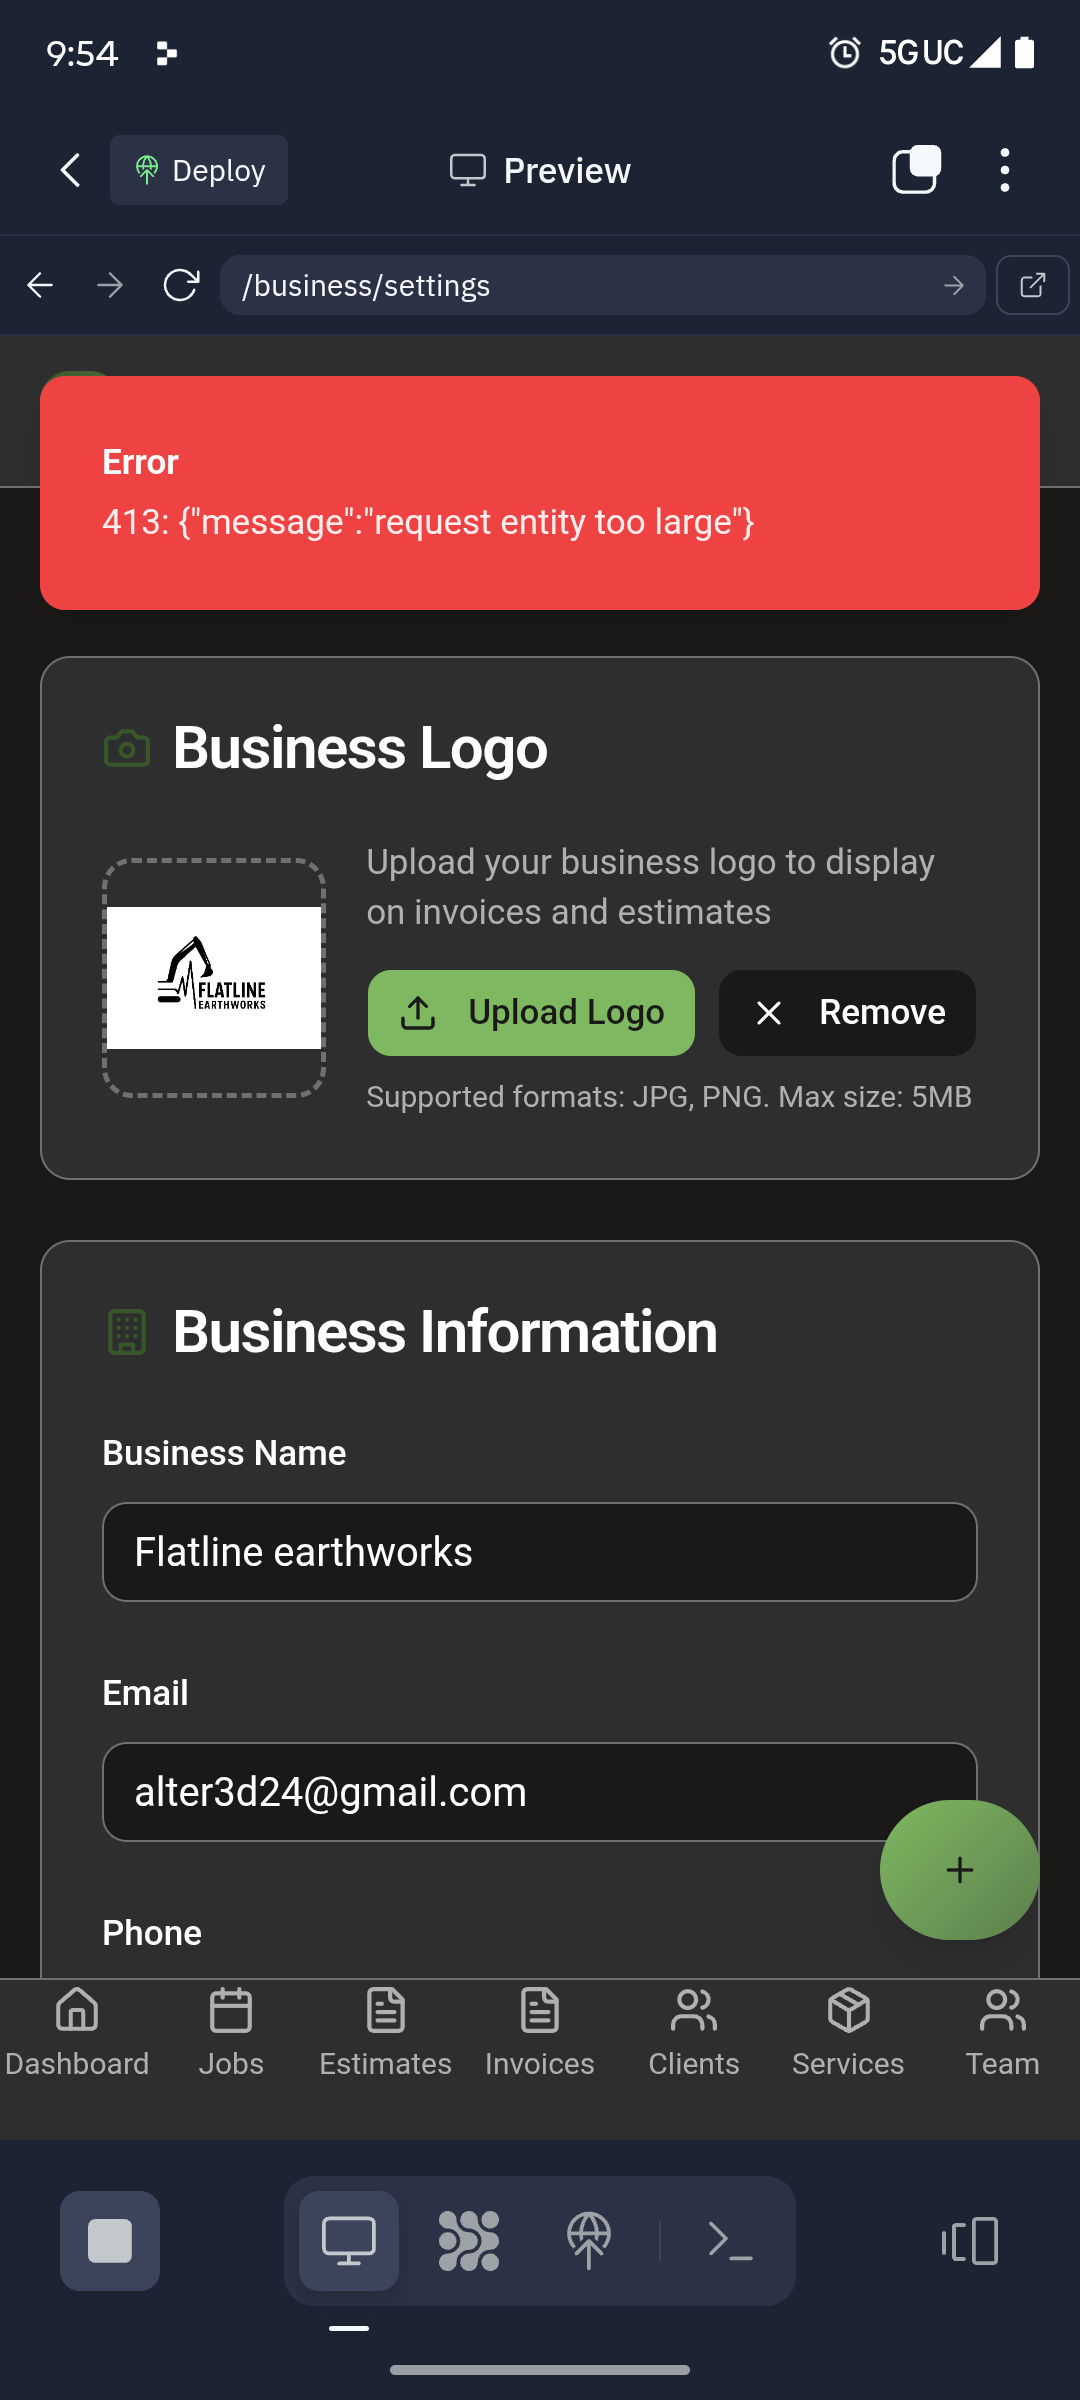 9:54
5G UC
Deploy
Preview
/business/settings
Error
413: {"message":"request entity too large"}
Business Logo
Upload your business logo to display
on invoices and estimates
FLATLINE
EARTHWORKS
Upload Logo
Remove
Supported formats: JPG, PNG. Max size: 5MB
Business Information
Business Name
Flatline earthworks
Email
alter3d24@gmail.com
Phone
Dashboard
Jobs
Estimates
Invoices
Clients
Services
Team